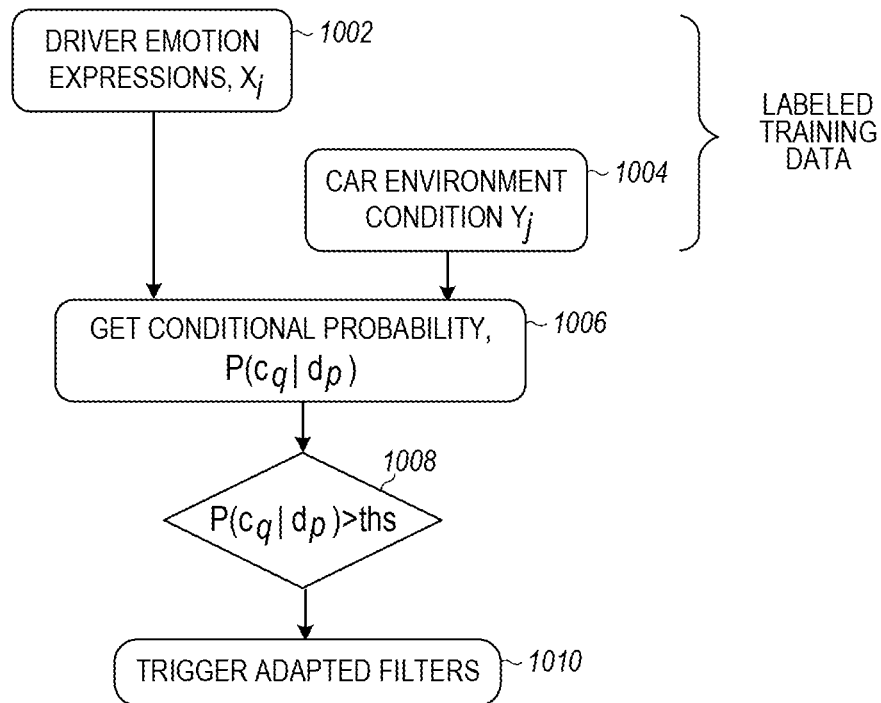 DRIVER EMOTION
EXPRESSIONS, Xi
1002
CAR ENVIRONMENT
CONDITION Yj
1004
LABELED
TRAINING
DATA
GET CONDITIONAL PROBABILITY,
P(cq | dp)
1006
1008
P(cq | dp)>ths
TRIGGER ADAPTED FILTERS
1010